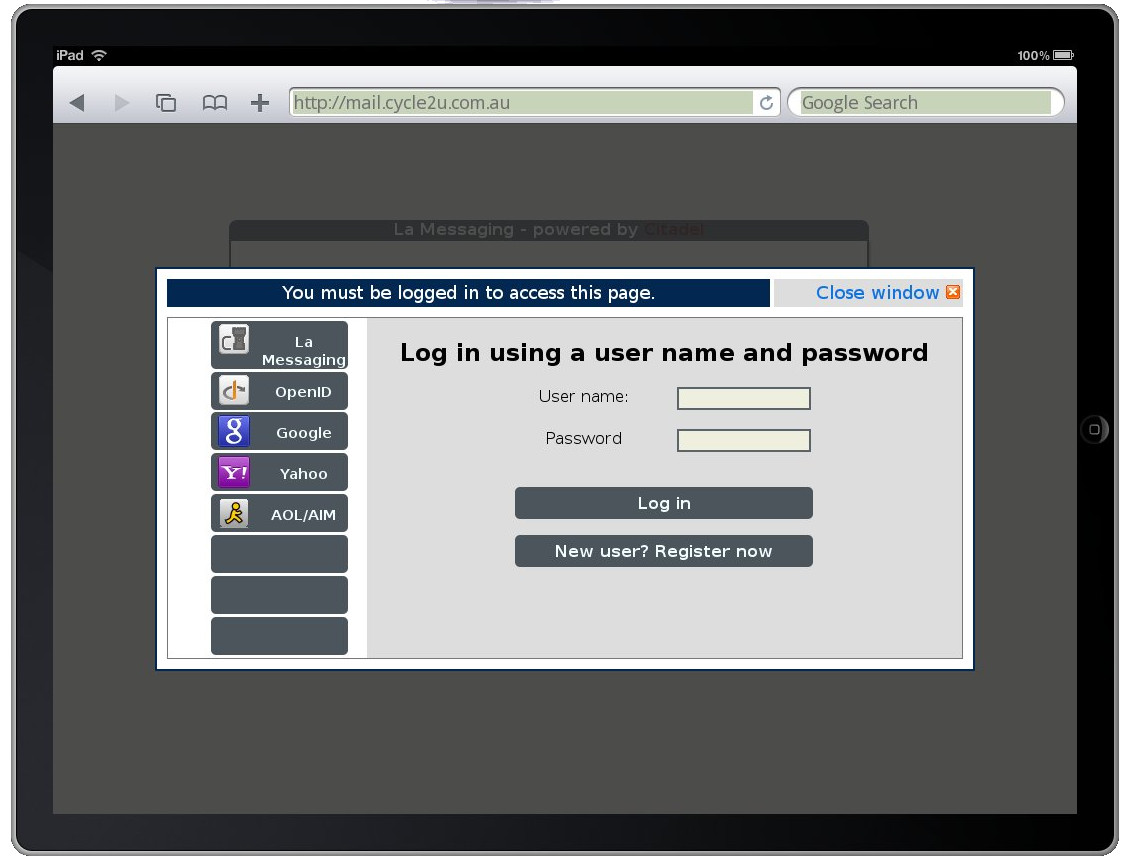 iPad 100%
http://mail.cycle2u.com.au Google Search
La Messaging - powered by Citadel
You must be logged in to access this page. Close window
La
Messaging
Log in using a user name and password
OpenID
User name:
Google
Password
Yahoo
Log in
AOL/AIM
New user? Register now